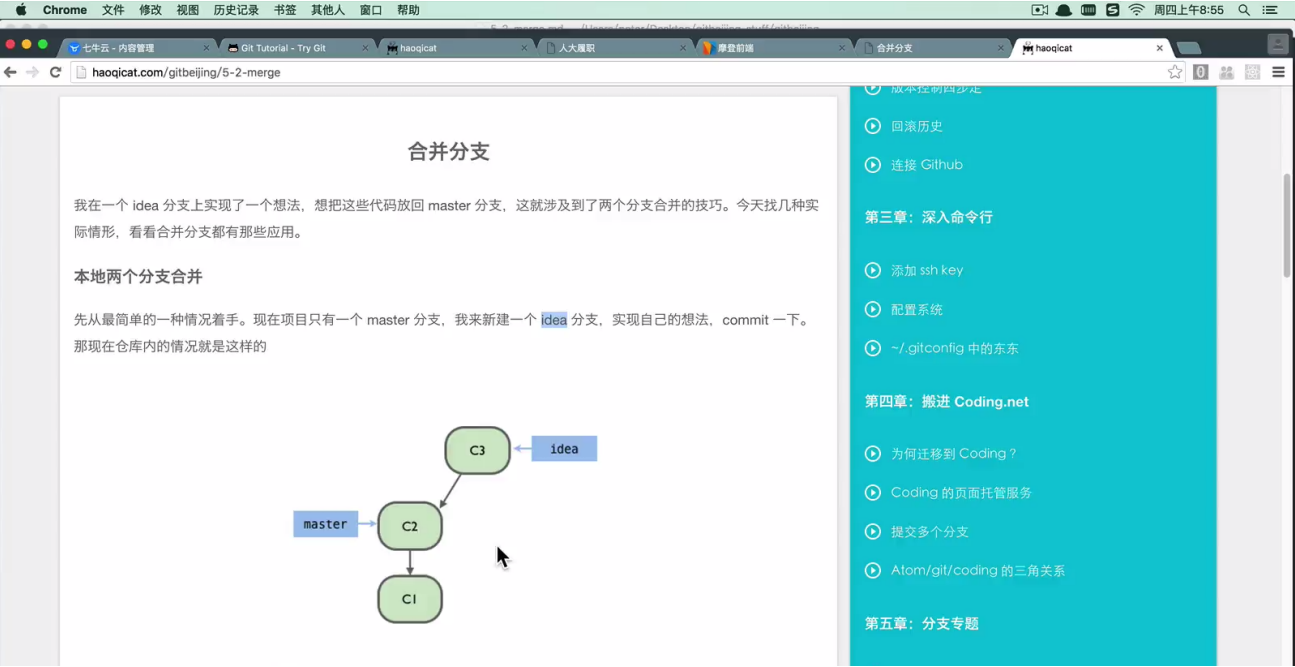 Chrome 文件 修改 视图 历史记录 书签 其他人 窗口 帮助 周四上午8:55
5-2-merge.md
七牛云 - 内容管理 Git Tutorial - Try Git haoqicat 人大履职 摩登前端 合并分支 haoqicat
haoqicat.com/gitbeijing/5-2-merge
合并分支
我在一个 idea 分支上实现了一个想法，想把这些代码放回 master 分支，这就涉及到了两个分支合并的技巧。今天找几种实
际情形，看看合并分支都有那些应用。
本地两个分支合并
先从最简单的一种情况着手。现在项目只有一个 master 分支，我来新建一个 idea 分支，实现自己的想法，commit 一下。
那现在仓库内的情况就是这样的
C3 idea
master C2
C1
版本控制四步走
回滚历史
连接 Github
第三章：深入命令行
添加 ssh key
配置系统
~/.gitconfig 中的东东
第四章：搬进 Coding.net
为何迁移到 Coding？
Coding 的页面托管服务
提交多个分支
Atom/git/coding 的三角关系
第五章：分支专题